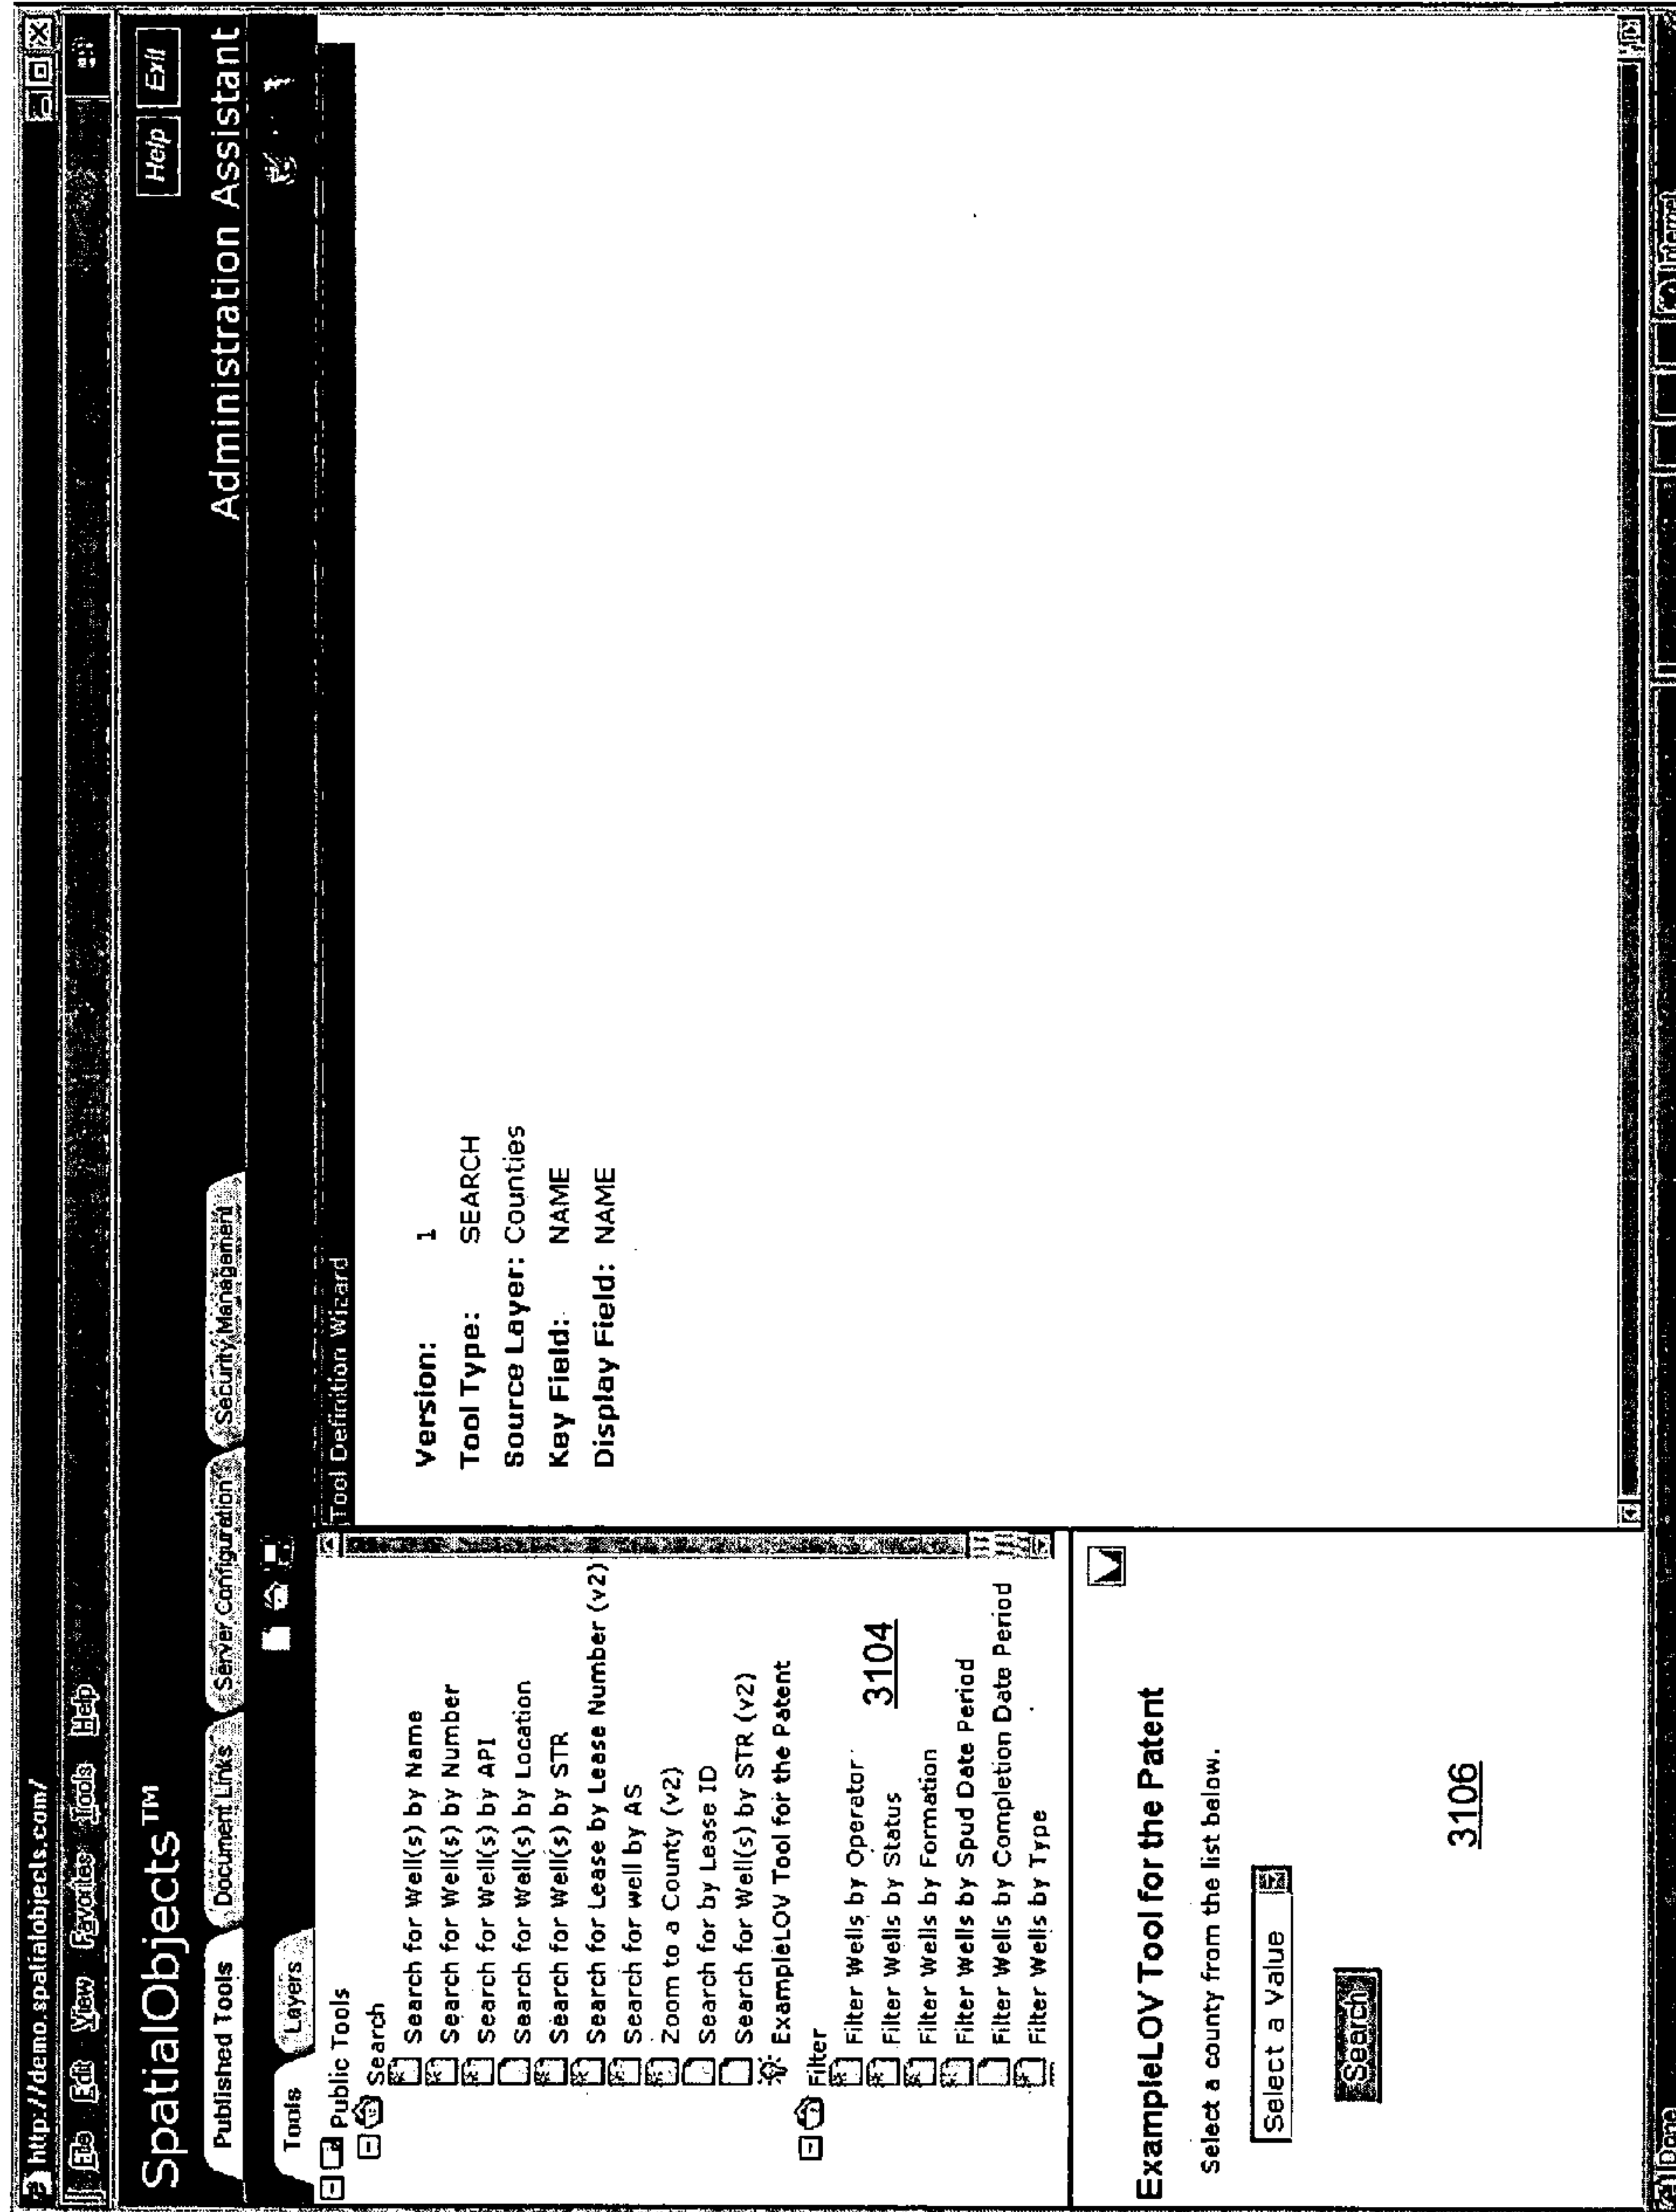 http://demo.spatialobjects.com/
File Edit View Favorites Tools Help
SpatialObjects™
Help Exit
Published Tools Document Links Server Configuration Security Management
Administration Assistant
Tools Layers
Public Tools
Search
Search for Well(s) by Name
Search for Well(s) by Number
Search for Well(s) by API
Search for Well(s) by Location
Search for Well(s) by STR
Search for Lease by Lease Number (v2)
Search for well by AS
Zoom to a County (v2)
Search for by Lease ID
Search for Well(s) by STR (v2)
ExampleLOV Tool for the Patent
Filter
Filter Wells by Operator
3104
Filter Wells by Status
Filter Wells by Formation
Filter Wells by Spud Date Period
Filter Wells by Completion Date Period
Filter Wells by Type
ExampleLOV Tool for the Patent
Select a county from the list below.
Select a Value
Search
3106
Tool Definition Wizard
Version: 1
Tool Type: SEARCH
Source Layer: Counties
Key Field: NAME
Display Field: NAME
Done
Internet